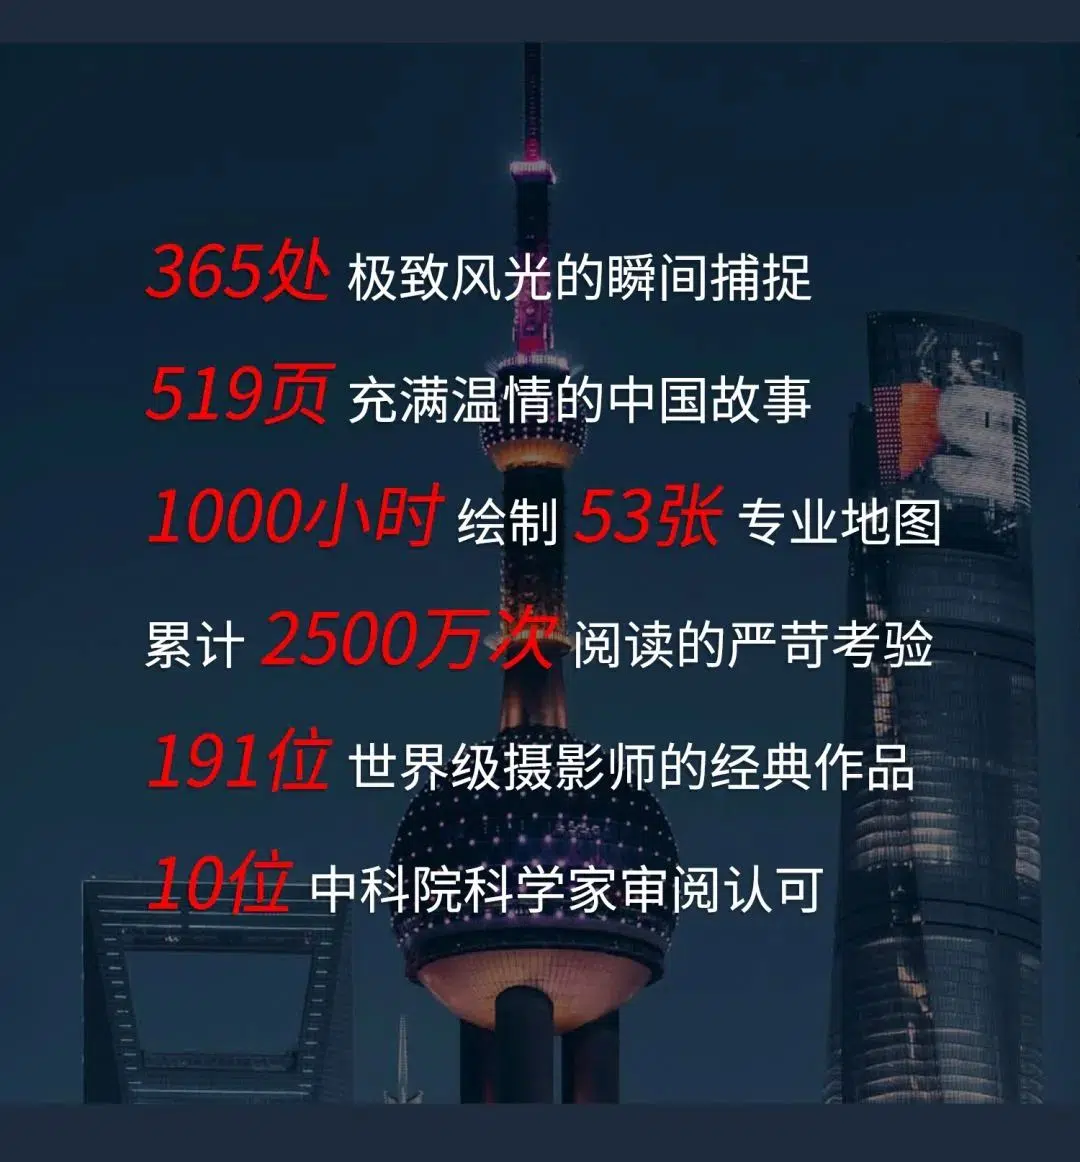 365处 极致风光的瞬间捕捉
519页 充满温情的中国故事
1000小时 绘制 53张 专业地图
累计 2500万次 阅读的严苛考验
191位 世界级摄影师的经典作品
10位 中科院科学家审阅认可